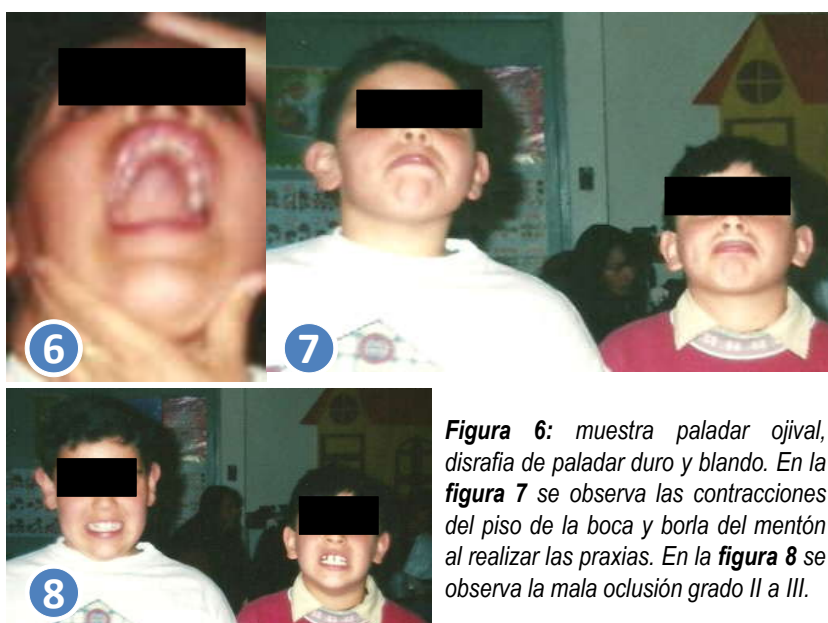 6
7
8
Figura 6: muestra paladar ojival,
disrafia de paladar duro y blando. En la
figura 7 se observa las contracciones
del piso de la boca y borla del mentón
al realizar las praxias. En la figura 8 se
observa la mala oclusión grado II a III.